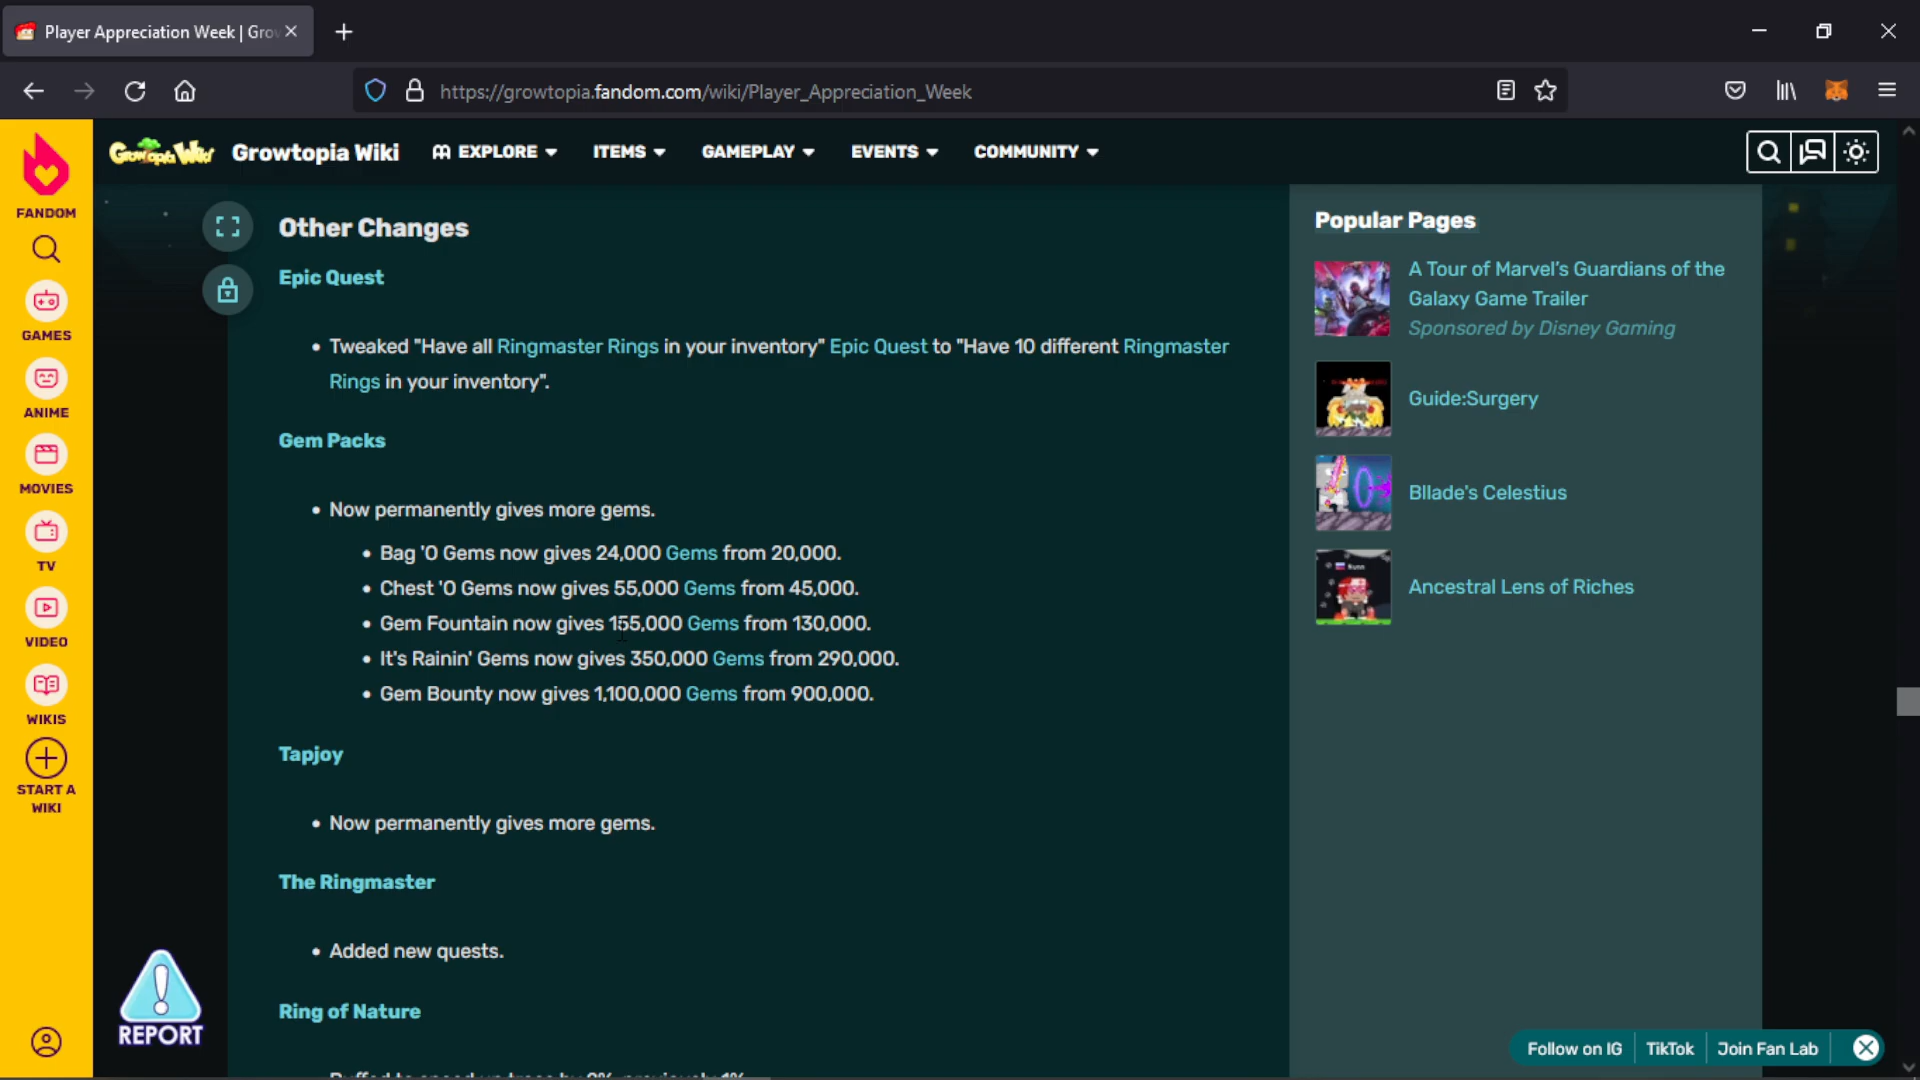 Player Appreciation Week | Gro
https://growtopia.fandom.com/wiki/Player_Appreciation_Week
FANDOM
GAMES
ANIME
MOVIES
TV
VIDEO
WIKIS
START A
WIKI
Growtopia Wiki
Growtopia Wiki
EXPLORE
ITEMS
GAMEPLAY
EVENTS
COMMUNITY
Other Changes
Epic Quest
• Tweaked "Have all Ringmaster Rings in your inventory" Epic Quest to "Have 10 different Ringmaster
Rings in your inventory".
Gem Packs
• Now permanently gives more gems.
• Bag 'O Gems now gives 24,000 Gems from 20,000.
• Chest 'O Gems now gives 55,000 Gems from 45,000.
• Gem Fountain now gives 155,000 Gems from 130,000.
• It's Rainin' Gems now gives 350,000 Gems from 290,000.
• Gem Bounty now gives 1,100,000 Gems from 900,000.
Tapjoy
• Now permanently gives more gems.
The Ringmaster
• Added new quests.
Ring of Nature
REPORT
Popular Pages
A Tour of Marvel's Guardians of the
Galaxy Game Trailer
Sponsored by Disney Gaming
Guide:Surgery
Bllade's Celestius
Nunn
Ancestral Lens of Riches
Follow on IG
TikTok
Join Fan Lab